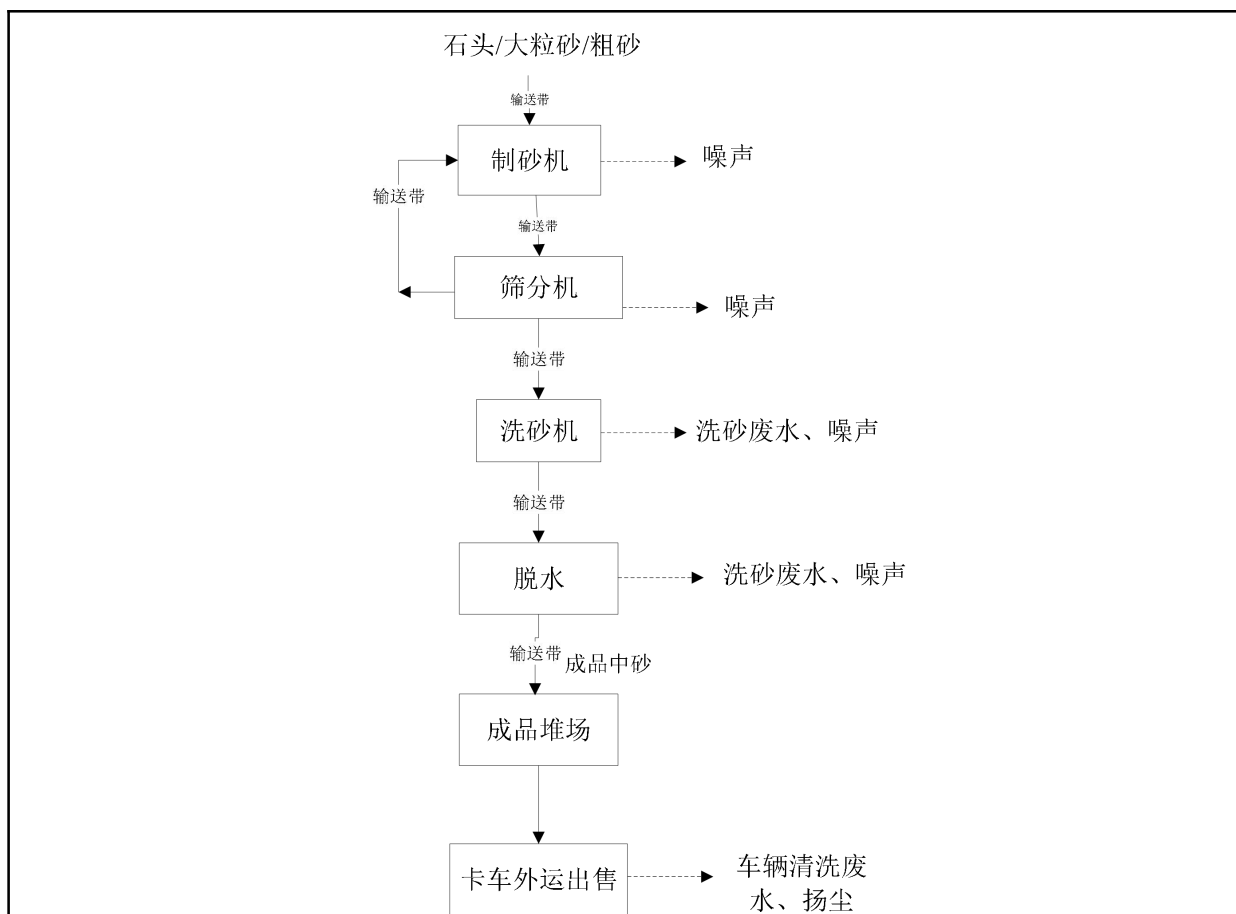 石头/大粒砂/粗砂
输送带
制砂机
噪声
输送带
输送带
筛分机
噪声
输送带
洗砂机
洗砂废水、噪声
输送带
脱水
洗砂废水、噪声
输送带
成品中砂
成品堆场
卡车外运出售
车辆清洗废
水、扬尘